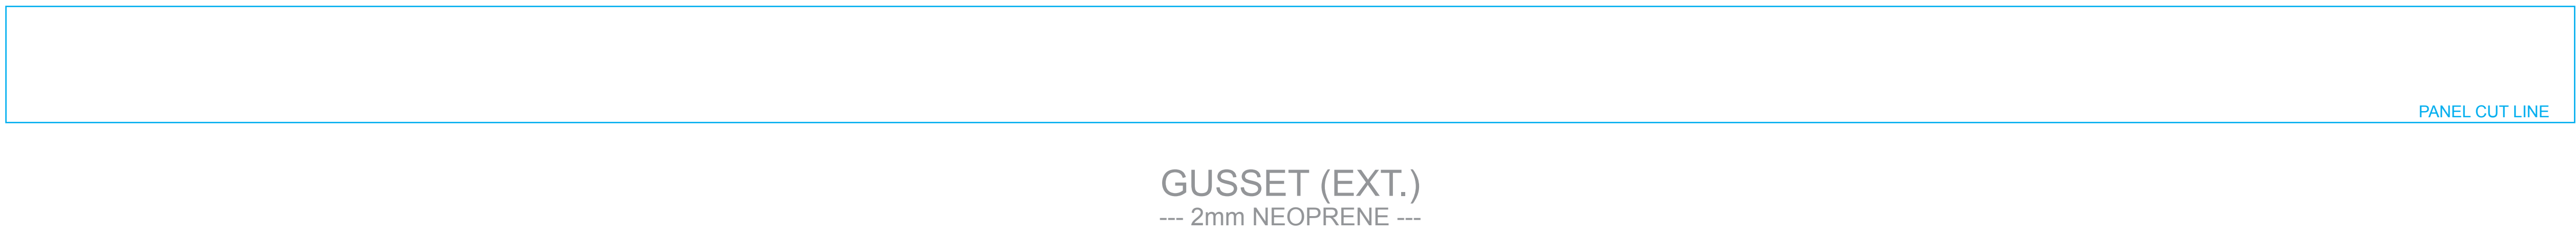 PANEL CUT LINE
GUSSET (EXT.)
--- 2mm NEOPRENE ---